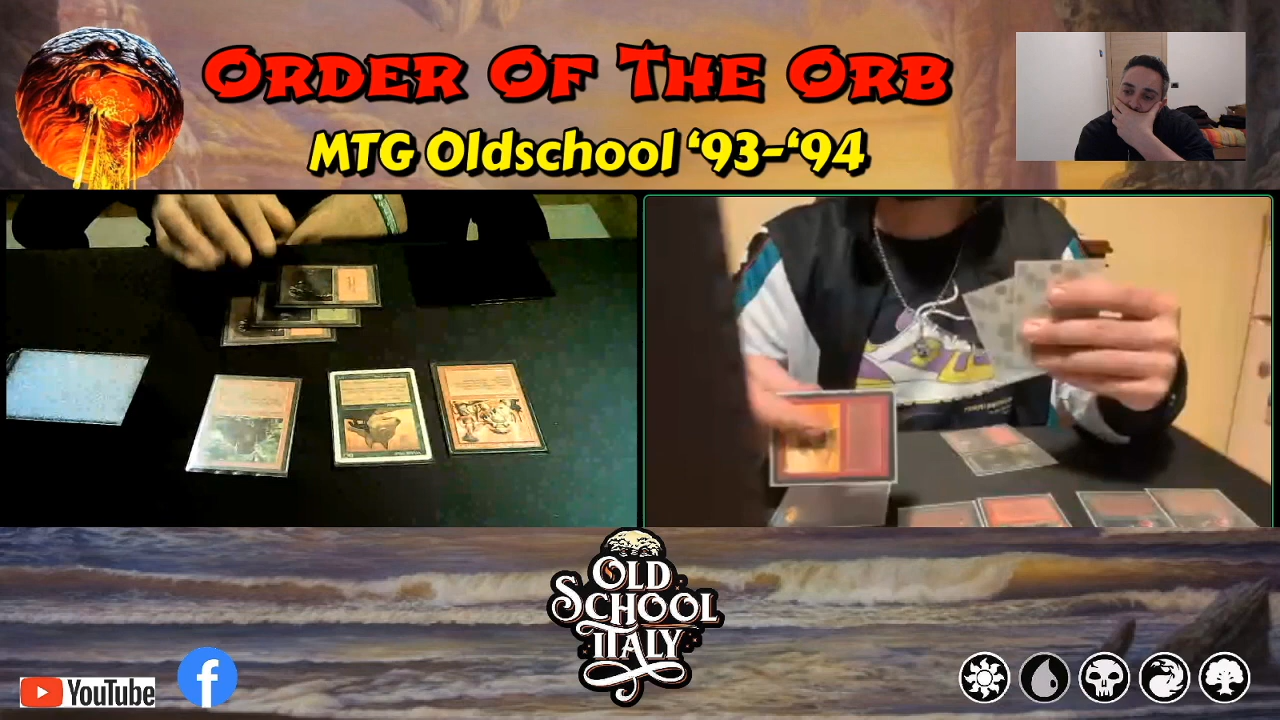 ORDER OF THE ORB
MTG Oldschool ‘93-‘94
OLD
SCHOOL
ITALY
YouTube